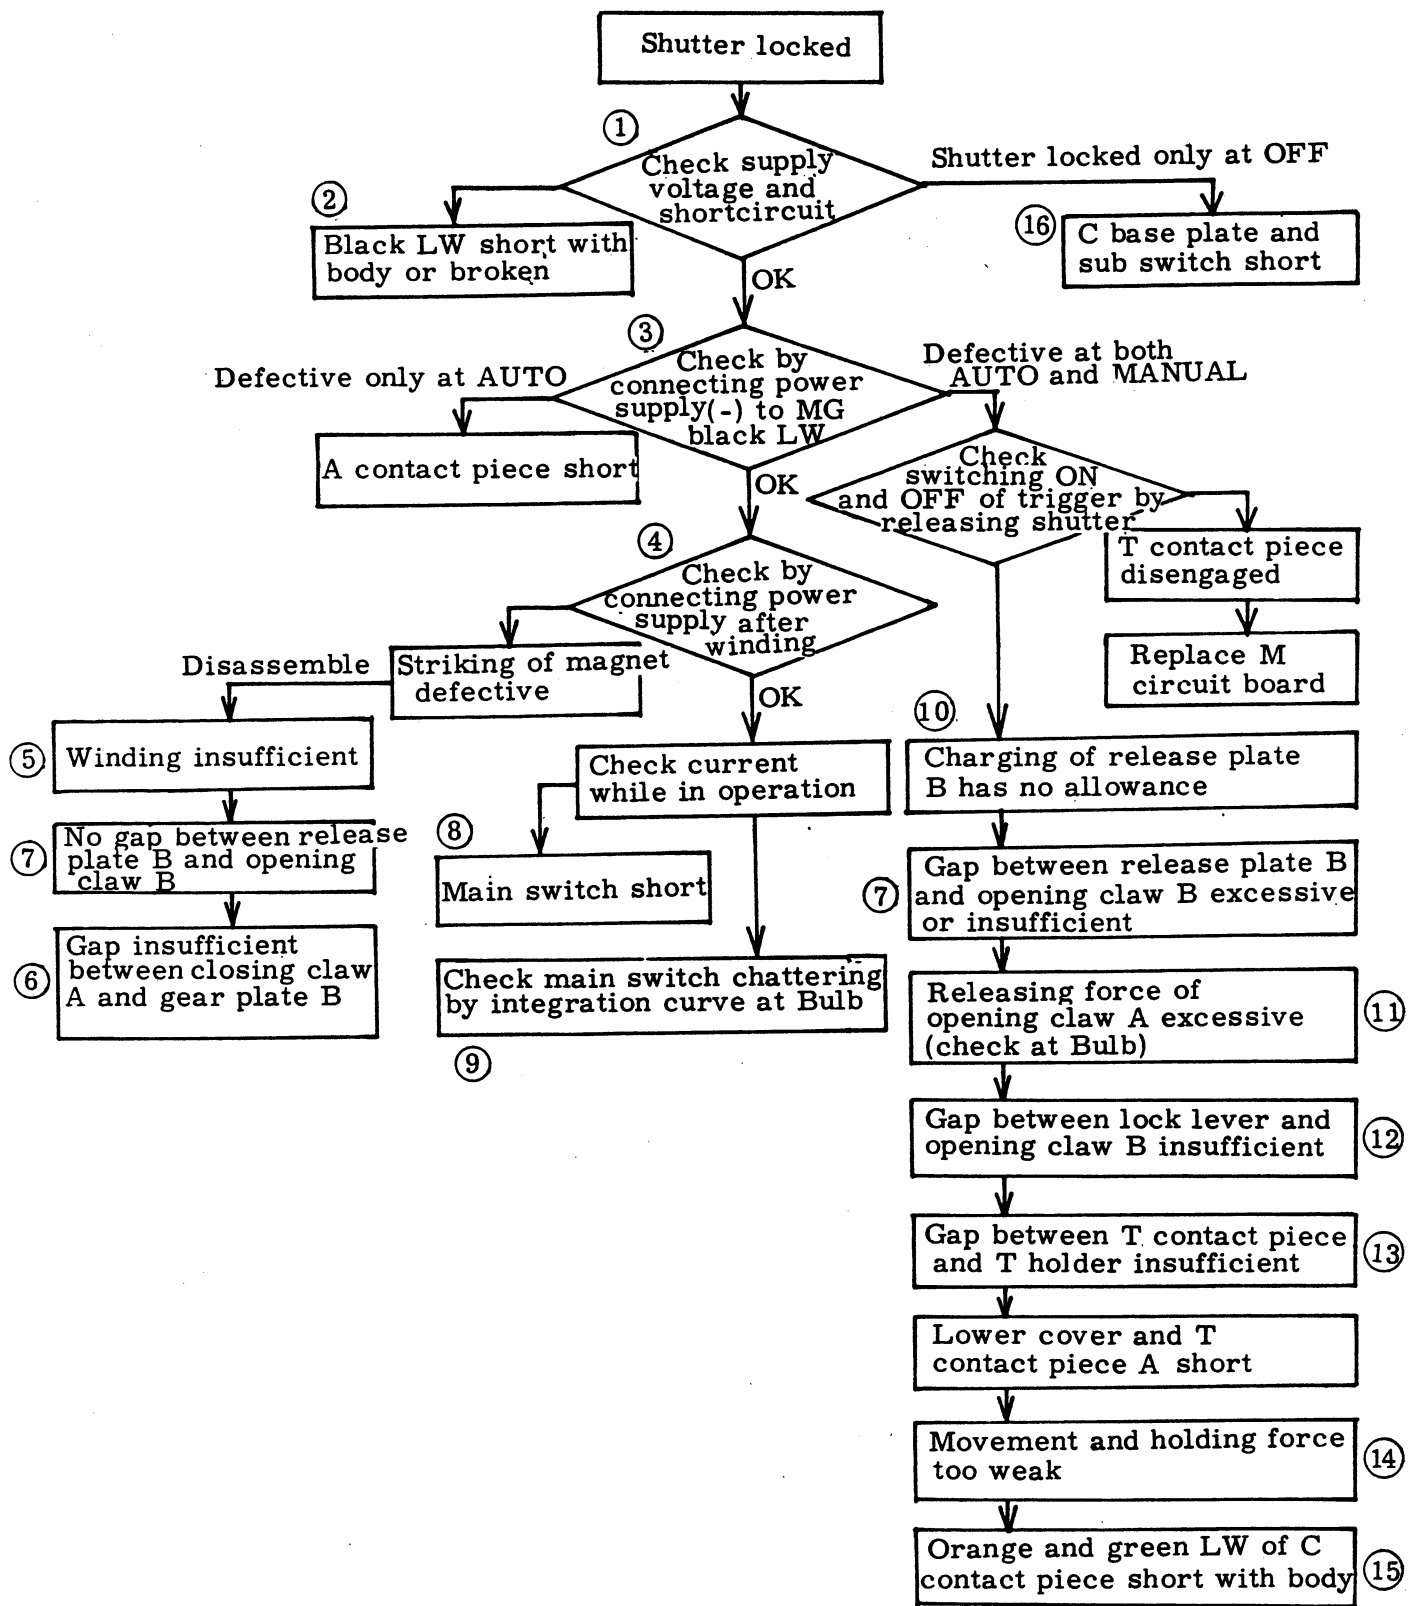 Shutter locked
①
Check supply
voltage and
shortcircuit
Shutter locked only at OFF
②
Black LW short with
body or broken
⑯
C base plate and
sub switch short
OK
③
Check by
connecting power
supply(-) to MG
black LW
Defective only at AUTO
Defective at both
AUTO and MANUAL
A contact piece short
OK
Check
switching ON
and OFF of trigger by
releasing shutter
T contact piece
disengaged
Replace M
circuit board
④
Check by
connecting power
supply after
winding
Disassemble
Striking of magnet
defective
OK
⑤
Winding insufficient
⑦
No gap between release
plate B and opening
claw B
⑥
Gap insufficient
between closing claw
A and gear plate B
Check current
while in operation
⑧
Main switch short
Check main switch chattering
by integration curve at Bulb
⑨
⑩
Charging of release plate
B has no allowance
⑦
Gap between release plate B
and opening claw B excessive
or insufficient
Releasing force of
opening claw A excessive
(check at Bulb)
⑪
Gap between lock lever and
opening claw B insufficient
⑫
Gap between T contact piece
and T holder insufficient
⑬
Lower cover and T
contact piece A short
Movement and holding force
too weak
⑭
Orange and green LW of C
contact piece short with body
⑮